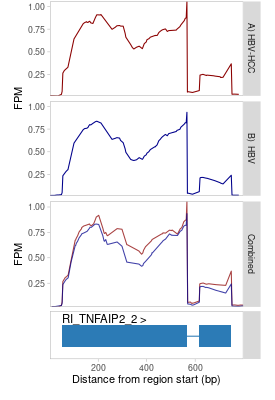 1.00
0.75
0.50
0.25
FPM
A) HBV-HCC
1.00
0.75
0.50
0.25
B) HBV
1.00
0.75
0.50
0.25
FPM
Combined
RI_TNFAIP2_2 >
200 400 600
Distance from region start (bp)